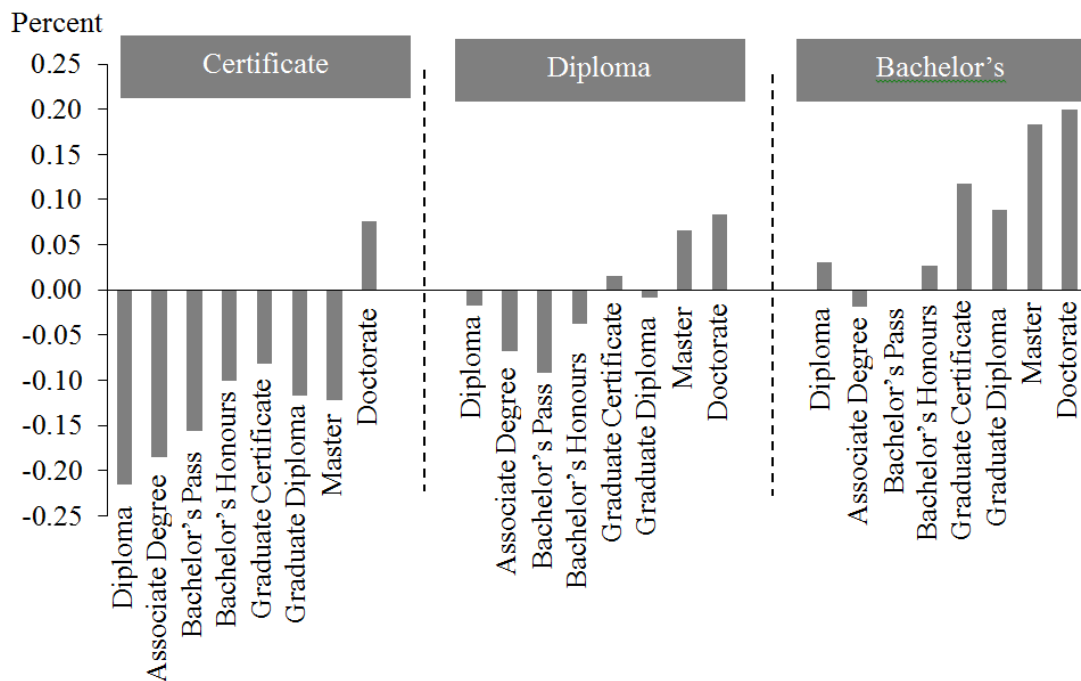 Percent
Certificate
Diploma
Bachelor’s
0.25
0.20
0.15
0.10
0.05
0.00
-0.05
-0.10
-0.15
-0.20
-0.25
Diploma
Associate Degree
Bachelor’s Pass
Bachelor’s Honours
Graduate Certificate
Graduate Diploma
Master
Doctorate
Diploma
Associate Degree
Bachelor’s Pass
Bachelor’s Honours
Graduate Certificate
Graduate Diploma
Master
Doctorate
Diploma
Associate Degree
Bachelor’s Pass
Bachelor’s Honours
Graduate Certificate
Graduate Diploma
Master
Doctorate